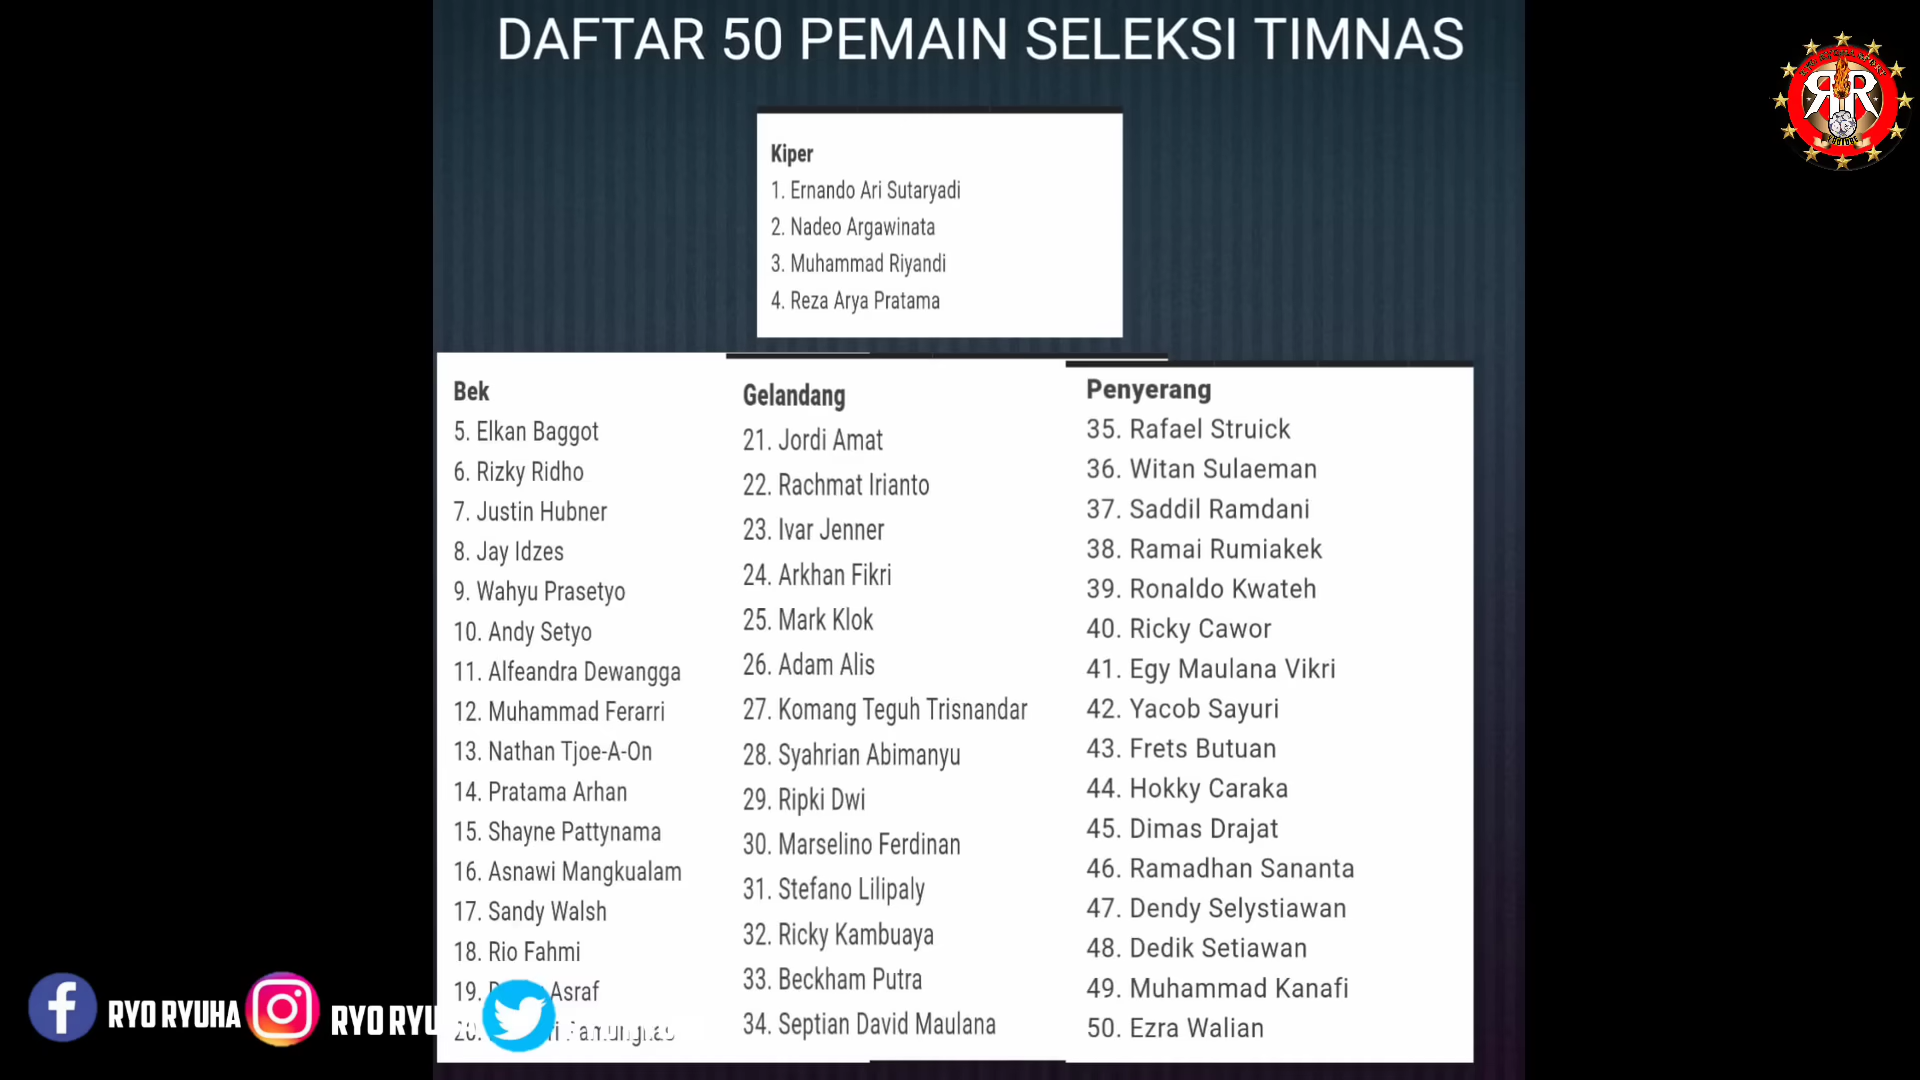 DAFTAR 50 PEMAIN SELEKSI TIMNAS
Kiper
1. Ernando Ari Sutaryadi
2. Nadeo Argawinata
3. Muhammad Riyandi
4. Reza Arya Pratama
Bek
5. Elkan Baggot
6. Rizky Ridho
7. Justin Hubner
8. Jay Idzes
9. Wahyu Prasetyo
10. Andy Setyo
11. Alfeandra Dewangga
12. Muhammad Ferarri
13. Nathan Tjoe-A-On
14. Pratama Arhan
15. Shayne Pattynama
16. Asnawi Mangkualam
17. Sandy Walsh
18. Rio Fahmi
19. Asraf
20.
Gelandang
21. Jordi Amat
22. Rachmat Irianto
23. Ivar Jenner
24. Arkhan Fikri
25. Mark Klok
26. Adam Alis
27. Komang Teguh Trisnandar
28. Syahrian Abimanyu
29. Ripki Dwi
30. Marselino Ferdinan
31. Stefano Lilipaly
32. Ricky Kambuaya
33. Beckham Putra
34. Septian David Maulana
Penyerang
35. Rafael Struick
36. Witan Sulaeman
37. Saddil Ramdani
38. Ramai Rumiakek
39. Ronaldo Kwateh
40. Ricky Cawor
41. Egy Maulana Vikri
42. Yacob Sayuri
43. Frets Butuan
44. Hokky Caraka
45. Dimas Drajat
46. Ramadhan Sananta
47. Dendy Selystiawan
48. Dedik Setiawan
49. Muhammad Kanafi
50. Ezra Walian
RYO RYUHA
RYO
RR
YOUTUBE